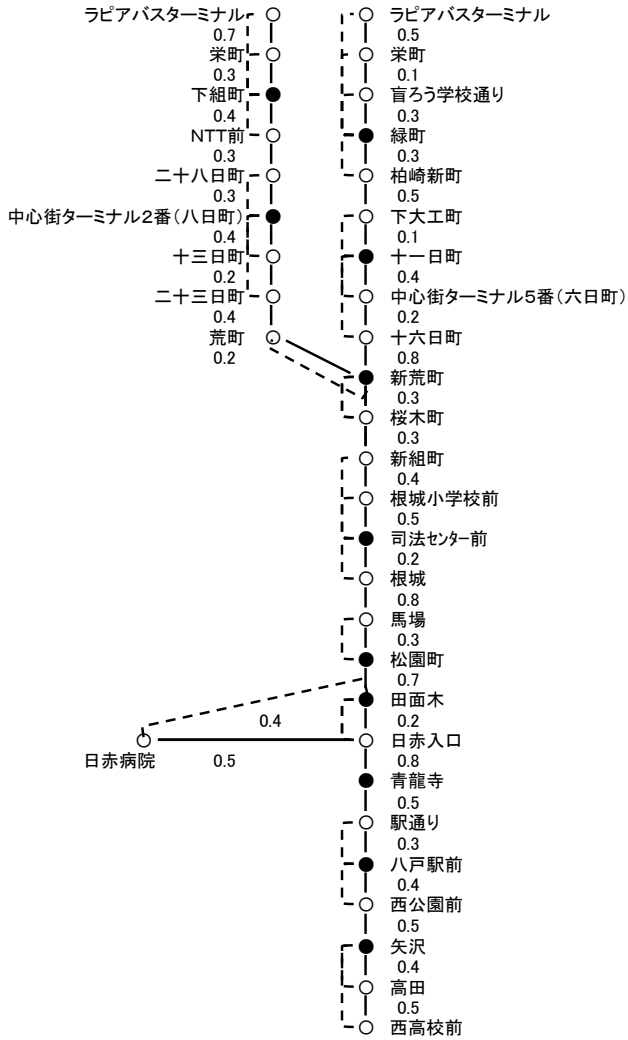 ラピアバスターミナル
0.7
栄町
0.3
下組町
0.4
NTT前
0.3
二十八日町
0.3
中心街ターミナル2番(八日町)
0.4
十三日町
0.2
二十三日町
0.4
荒町
0.2
ラピアバスターミナル
0.5
栄町
0.1
盲ろう学校通り
0.3
緑町
0.3
柏崎新町
0.5
下大工町
0.1
十一日町
0.4
中心街ターミナル5番(六日町)
0.2
十六日町
0.8
新荒町
0.3
桜木町
0.3
新組町
0.4
根城小学校前
0.5
司法センター前
0.2
根城
0.8
馬場
0.3
松園町
0.7
田面木
0.4
0.2
日赤入口
日赤病院
0.5
0.8
青龍寺
0.5
駅通り
0.3
八戸駅前
0.4
西公園前
0.5
矢沢
0.4
高田
0.5
西高校前